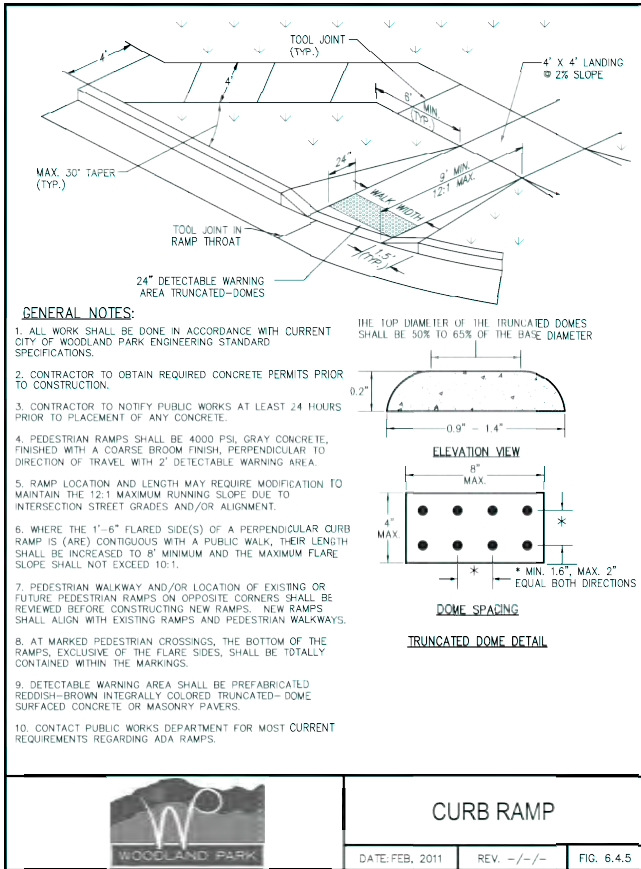 TOOL JOINT
(TYP.)
4'
4'
4' X 4' LANDING
@ 2% SLOPE
6' MIN.
(TYP.)
MAX. 30° TAPER
(TYP.)
24"
9' MIN.
12:1 MAX.
WALK WIDTH
TOOL JOINT IN
RAMP THROAT
1.5'
(TYP.)
24" DETECTABLE WARNING
AREA TRUNCATED-DOMES
GENERAL NOTES:
1. ALL WORK SHALL BE DONE IN ACCORDANCE WITH CURRENT
CITY OF WOODLAND PARK ENGINEERING STANDARD
SPECIFICATIONS.
2. CONTRACTOR TO OBTAIN REQUIRED CONCRETE PERMITS PRIOR
TO CONSTRUCTION.
3. CONTRACTOR TO NOTIFY PUBLIC WORKS AT LEAST 24 HOURS
PRIOR TO PLACEMENT OF ANY CONCRETE.
4. PEDESTRIAN RAMPS SHALL BE 4000 PSI, GRAY CONCRETE,
FINISHED WITH A COARSE BROOM FINISH, PERPENDICULAR TO
DIRECTION OF TRAVEL WITH 2' DETECTABLE WARNING AREA.
5. RAMP LOCATION AND LENGTH MAY REQUIRE MODIFICATION TO
MAINTAIN THE 12:1 MAXIMUM RUNNING SLOPE DUE TO
INTERSECTION STREET GRADES AND/OR ALIGNMENT.
6. WHERE THE 1'-6" FLARED SIDE(S) OF A PERPENDICULAR CURB
RAMP IS (ARE) CONTIGUOUS WITH A PUBLIC WALK, THEIR LENGTH
SHALL BE INCREASED TO 8' MINIMUM AND THE MAXIMUM FLARE
SLOPE SHALL NOT EXCEED 10:1.
7. PEDESTRIAN WALKWAY AND/OR LOCATION OF EXISTING OR
FUTURE PEDESTRIAN RAMPS ON OPPOSITE CORNERS SHALL BE
REVIEWED BEFORE CONSTRUCTING NEW RAMPS. NEW RAMPS
SHALL ALIGN WITH EXISTING RAMPS AND PEDESTRIAN WALKWAYS.
8. AT MARKED PEDESTRIAN CROSSINGS, THE BOTTOM OF THE
RAMPS, EXCLUSIVE OF THE FLARE SIDES, SHALL BE TOTALLY
CONTAINED WITHIN THE MARKINGS.
9. DETECTABLE WARNING AREA SHALL BE PREFABRICATED
REDDISH-BROWN INTEGRALLY COLORED TRUNCATED- DOME
SURFACED CONCRETE OR MASONRY PAVERS.
10. CONTACT PUBLIC WORKS DEPARTMENT FOR MOST CURRENT
REQUIREMENTS REGARDING ADA RAMPS.
THE TOP DIAMETER OF THE TRUNCATED DOMES
SHALL BE 50% TO 65% OF THE BASE DIAMETER
0.2"
0.9" - 1.4"
ELEVATION VIEW
8"
MAX.
4"
MAX.
*
*
* MIN. 1.6", MAX. 2"
EQUAL BOTH DIRECTIONS
DOME SPACING
TRUNCATED DOME DETAIL
WP
WOODLAND PARK
CURB RAMP
DATE: FEB. 2011
REV. -/-/-
FIG. 6.4.5